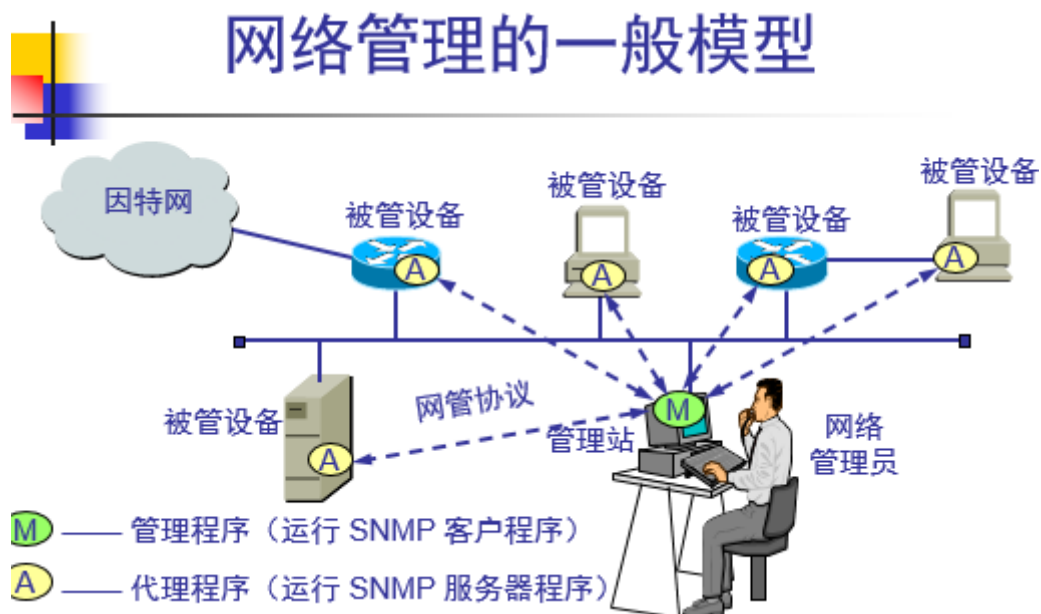 网络管理的一般模型
因特网
被管设备
被管设备
被管设备
被管设备
A
A
A
A
被管设备
网管协议
M
管理站
网络
管理员
A
M —— 管理程序（运行 SNMP 客户程序）
A —— 代理程序（运行 SNMP 服务器程序）